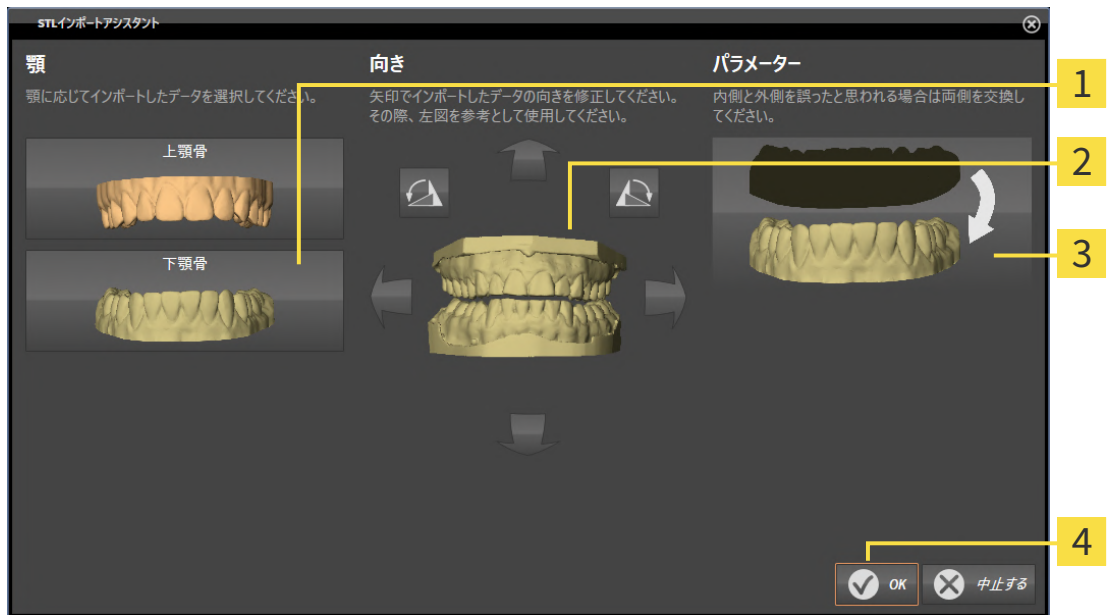 STLインポートアシスタント
顎
顎に応じてインポートしたデータを選択してください。
上顎骨
下顎骨
向き
矢印でインポートしたデータの向きを修正してください。
その際、左図を参考として使用してください。
パラメーター
内側と外側を誤ったと思われる場合は両側を交換し
てください。
1
2
3
4
OK
中止する